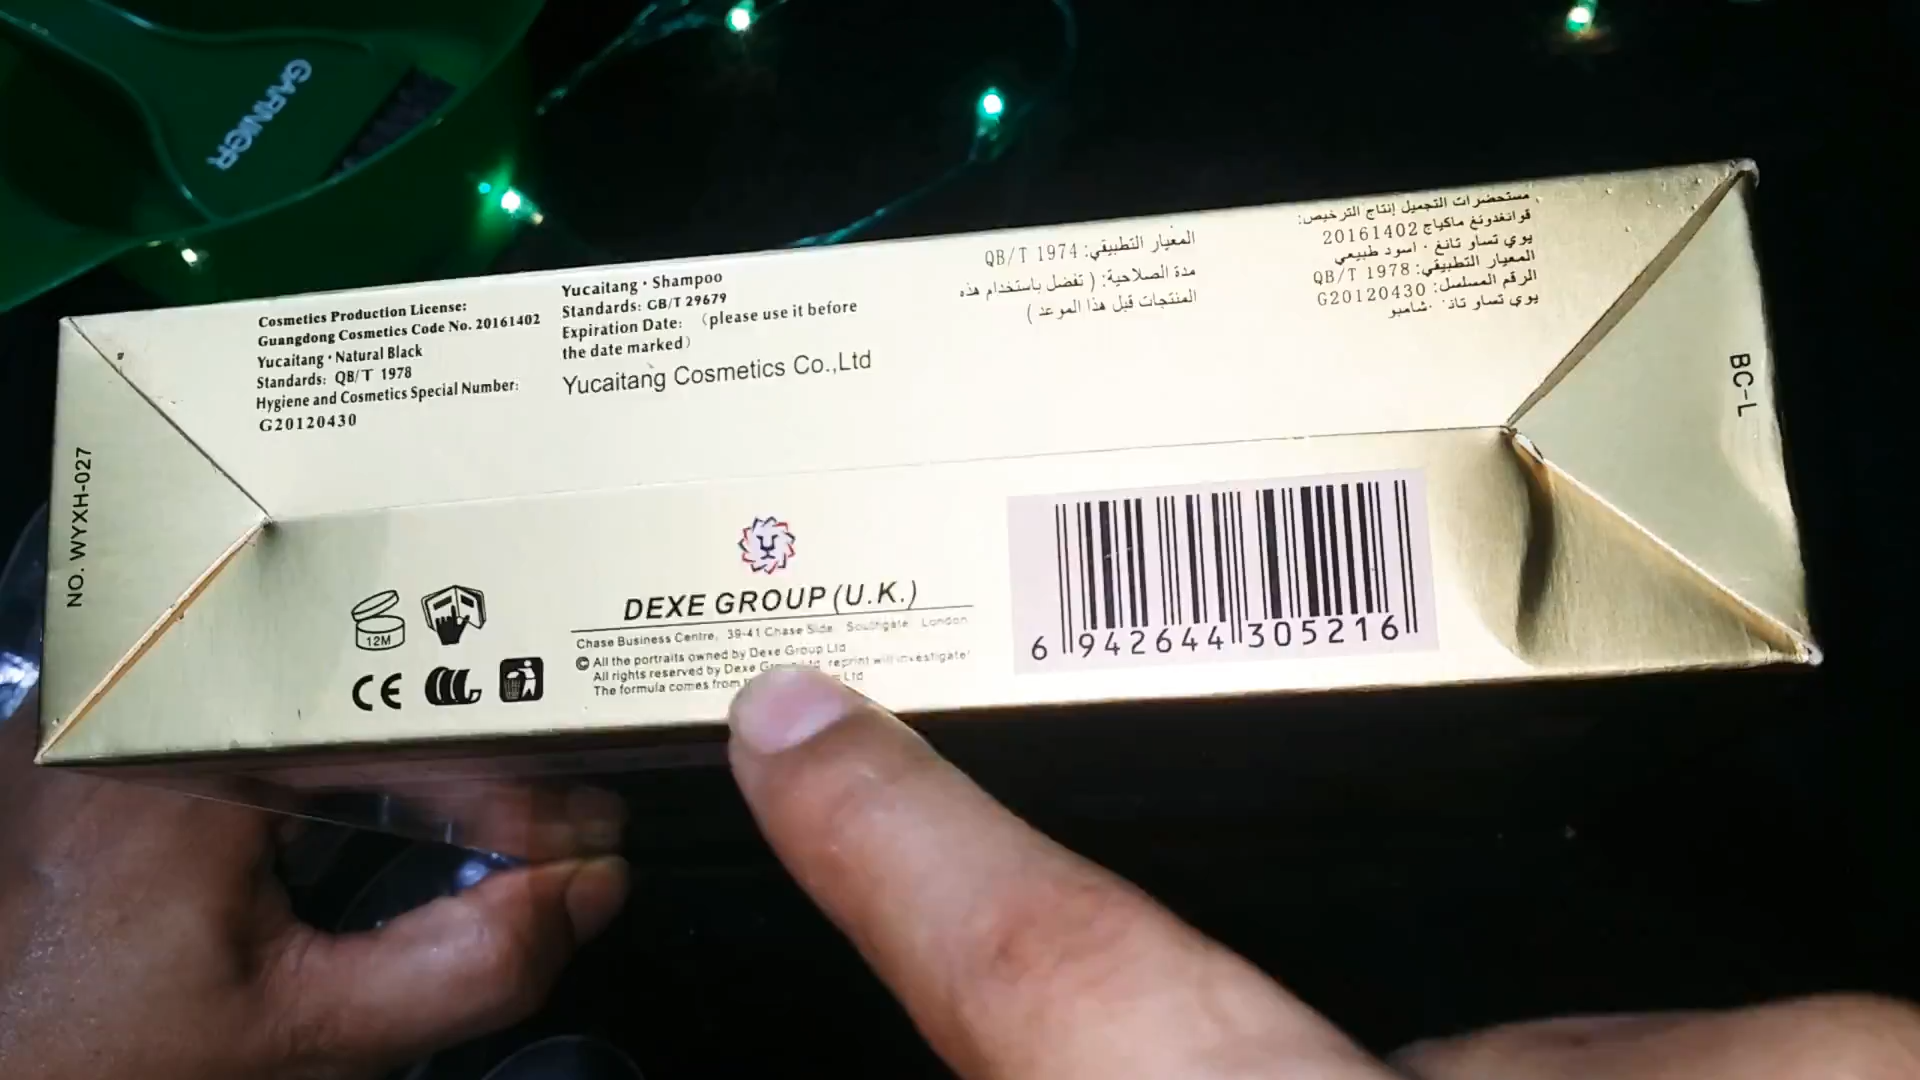 GARNIER
Cosmetics Production License:
Guangdong Cosmetics Code No. 20161402
Yucaitang · Natural Black
Standards: QB/T 1978
Hygiene and Cosmetics Special Number:
G20120430
Yucaitang · Shampoo
Standards: GB/T 29679
Expiration Date: (please use it before
the date marked)
Yucaitang Cosmetics Co.,Ltd
المعيار التطبيقي: QB/T 1974
مدة الصلاحية: ( تفضل باستخدام هذه
المنتجات قبل هذا الموعد )
مستحضرات التجميل إنتاج الترخيص:
قوانغدونغ ماكياج 20161402
يوي تساو تانغ · اسود طبيعي
المعيار التطبيقي: QB/T 1978
الرقم المسلسل: G20120430
يوي تساو تان · شامبو
NO. WYXH-027
BC-L
12M
CE
DEXE GROUP (U.K.)
Chase Business Centre, 39-41 Chase Side Southgate London
© All the portraits owned by Dexe Group Ltd
All rights reserved by Dexe reprint will investigate
The formula comes from Ltd
6 942644 305216